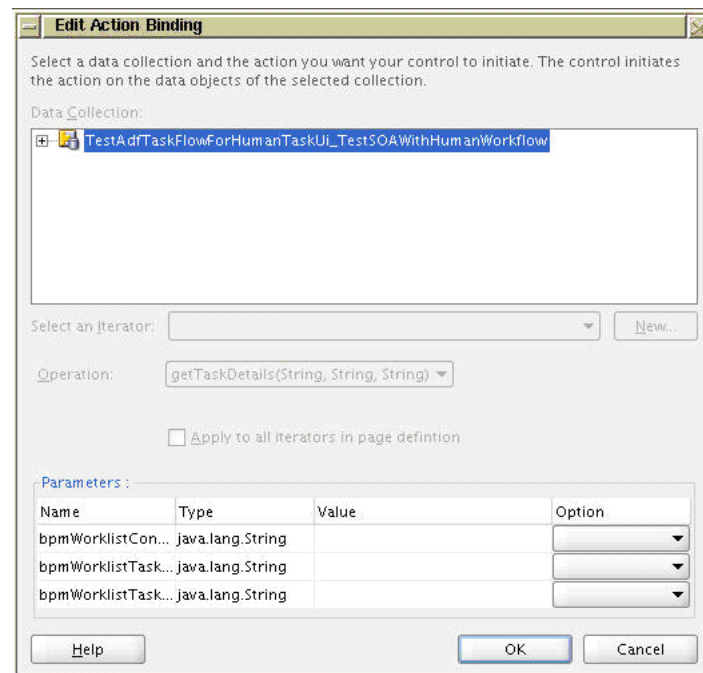 Edit Action Binding
Select a data collection and the action you want your control to initiate. The control initiates
the action on the data objects of the selected collection.
Data Collection:
TestAdfTaskFlowForHumanTaskUi_TestSOAWithHumanWorkflow
Select an Iterator:
New...
Operation: getTaskDetails(String, String, String)
Apply to all iterators in page defintion
Parameters :
Name Type Value Option
bpmWorklistCon... java.lang.String
bpmWorklistTask... java.lang.String
bpmWorklistTask... java.lang.String
Help OK Cancel